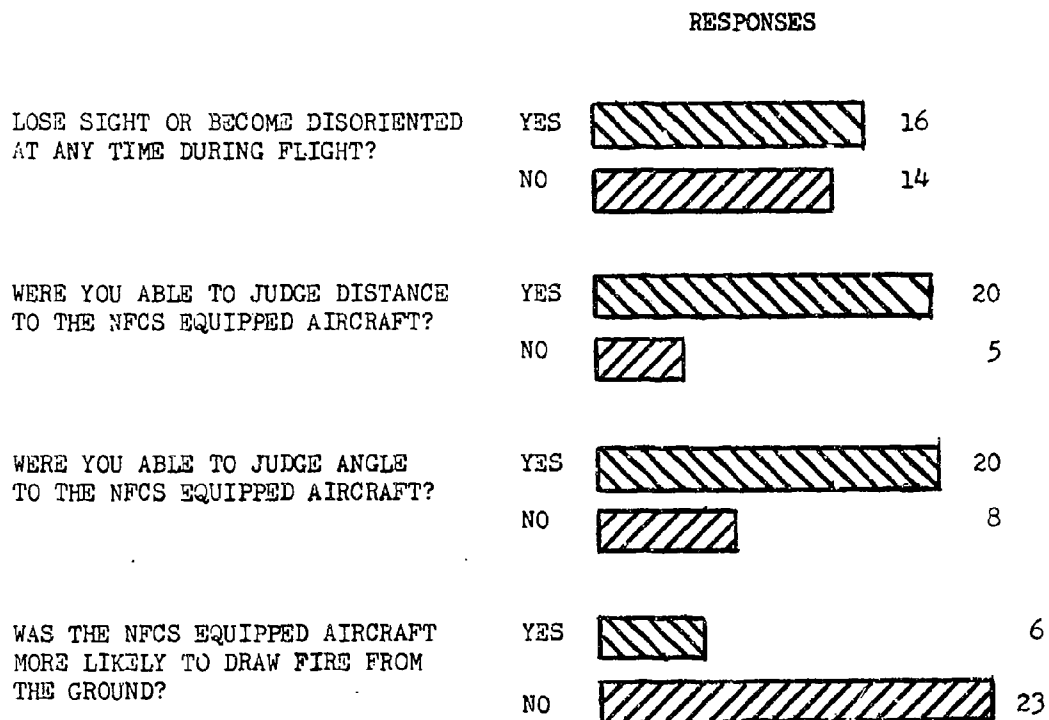 RESPONSES
LOSE SIGHT OR BECOME DISORIENTED YES 16
AT ANY TIME DURING FLIGHT?
NO 14
WERE YOU ABLE TO JUDGE DISTANCE YES 20
TO THE NFCS EQUIPPED AIRCRAFT?
NO 5
WERE YOU ABLE TO JUDGE ANGLE YES 20
TO THE NFCS EQUIPPED AIRCRAFT?
NO 8
WAS THE NFCS EQUIPPED AIRCRAFT YES 6
MORE LIKELY TO DRAW FIRE FROM
THE GROUND?
NO 23